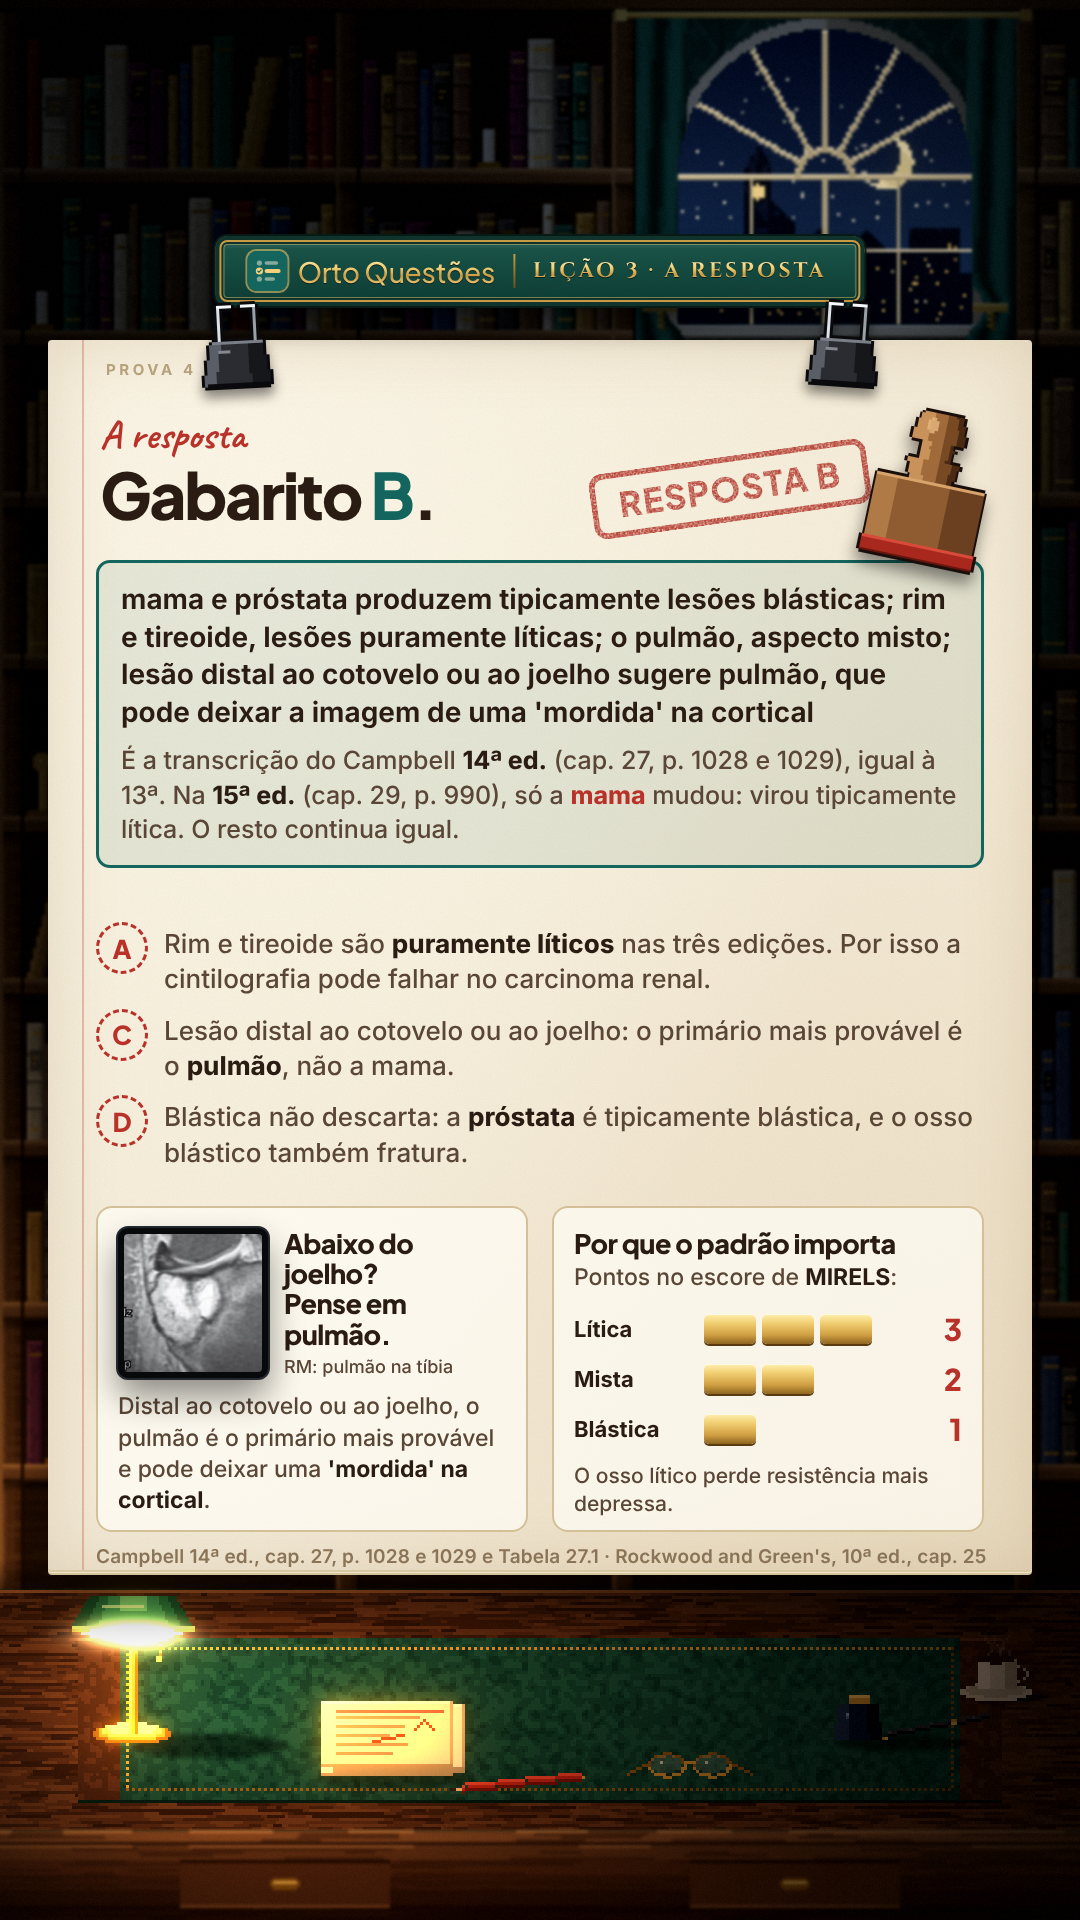 Orto Questões | LIÇÃO 3 · A RESPOSTA
PROVA 4
A resposta
Gabarito B.
RESPOSTA B
mama e próstata produzem tipicamente lesões blásticas; rim
e tireoide, lesões puramente líticas; o pulmão, aspecto misto;
lesão distal ao cotovelo ou ao joelho sugere pulmão, que
pode deixar a imagem de uma 'mordida' na cortical
É a transcrição do Campbell 14ª ed. (cap. 27, p. 1028 e 1029), igual à
13ª. Na 15ª ed. (cap. 29, p. 990), só a mama mudou: virou tipicamente
lítica. O resto continua igual.
A Rim e tireoide são puramente líticos nas três edições. Por isso a
cintilografia pode falhar no carcinoma renal.
C Lesão distal ao cotovelo ou ao joelho: o primário mais provável é
o pulmão, não a mama.
D Blástica não descarta: a próstata é tipicamente blástica, e o osso
blástico também fratura.
Abaixo do
joelho?
Pense em
pulmão.
RM: pulmão na tíbia
Distal ao cotovelo ou ao joelho, o
pulmão é o primário mais provável
e pode deixar uma 'mordida' na
cortical.
Por que o padrão importa
Pontos no escore de MIRELS:
Lítica 3
Mista 2
Blástica 1
O osso lítico perde resistência mais
depressa.
Campbell 14ª ed., cap. 27, p. 1028 e 1029 e Tabela 27.1 · Rockwood and Green's, 10ª ed., cap. 25